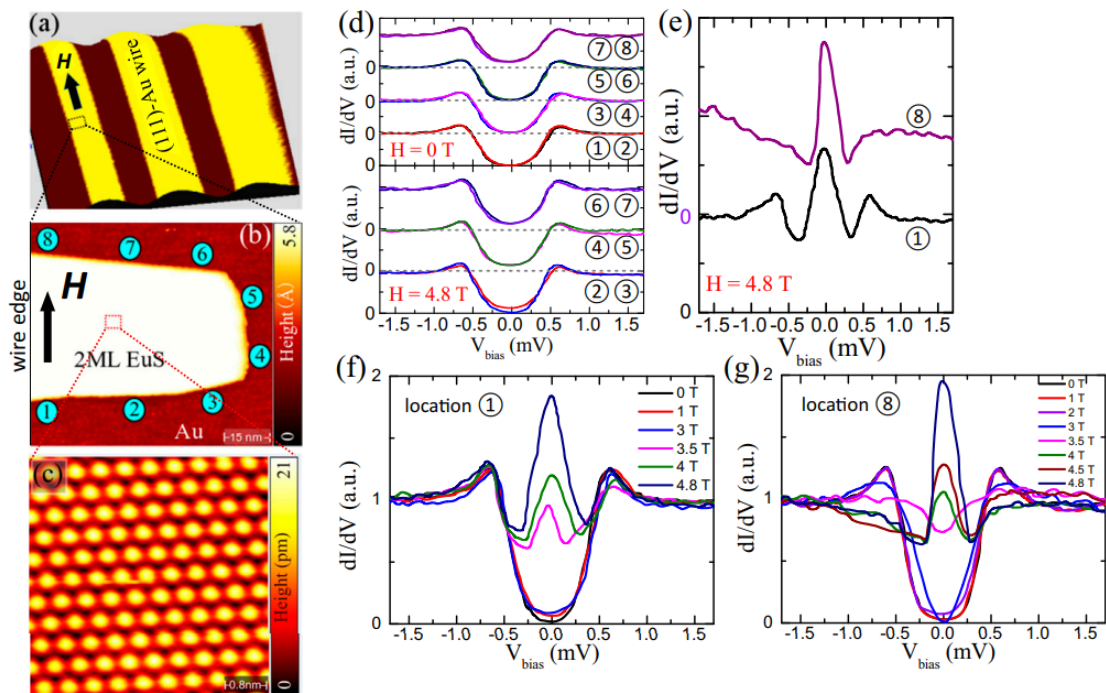 (a)
H
(111)-Au wire
(b)
8
7
6
5
4
3
2
1
H
wire edge
2ML EuS
Au
15 nm
5.8
Height (Å)
0
(c)
0.8nm
21
Height (pm)
0
(d)
dI/dV (a.u.)
0
0
0
0
⑦ ⑧
⑤ ⑥
③ ④
① ②
H = 0 T
dI/dV (a.u.)
0
0
0
⑥ ⑦
④ ⑤
② ③
H = 4.8 T
-1.5 -1.0 -0.5 0.0 0.5 1.0 1.5
Vbias (mV)
(e)
dI/dV (a.u.)
0
0
⑧
①
H = 4.8 T
-1.5 -1.0 -0.5 0.0 0.5 1.0 1.5
Vbias (mV)
(f)
location ①
dI/dV (a.u.)
2
1
0
0 T
1 T
3 T
3.5 T
4 T
4.8 T
-1.5 -1.0 -0.5 0.0 0.5 1.0 1.5
Vbias (mV)
(g)
location ⑧
dI/dV (a.u.)
2
1
0
0 T
1 T
2 T
3 T
3.5 T
4 T
4.5 T
4.8 T
-1.5 -1.0 -0.5 0.0 0.5 1.0 1.5
Vbias (mV)